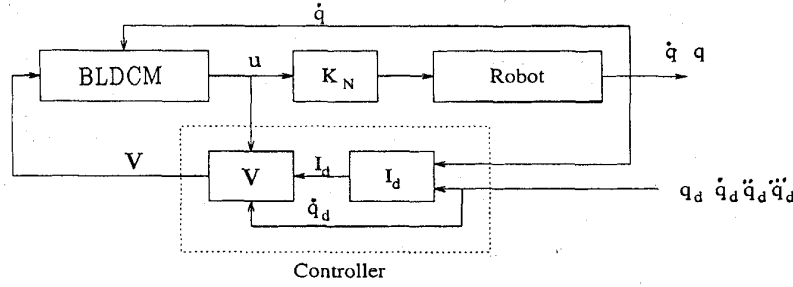 q̇
BLDCM
u
K_N
Robot
q̇ q
V
V
I_d
I_d
q̇_d
q_d q̇_d q̈_d q⃛_d
Controller